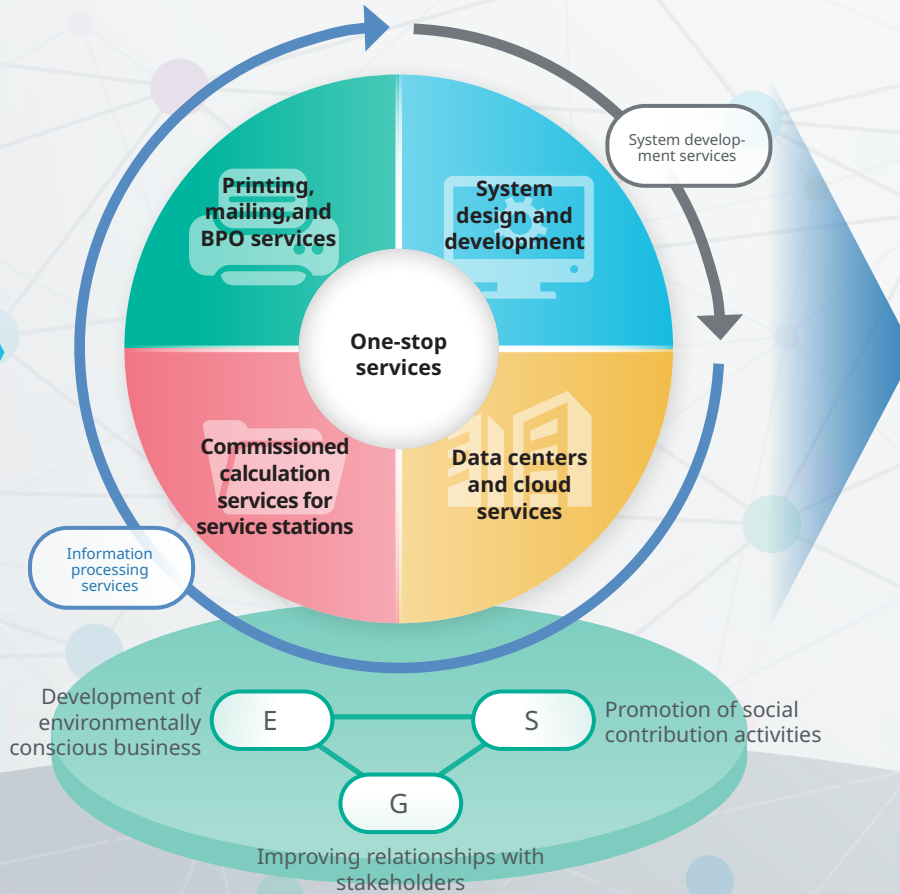 System develop-
ment services
Printing,
mailing,and
BPO services
System
design and
development
One-stop
services
Commissioned
calculation
services for
service stations
Data centers
and cloud
services
Information
processing
services
Development of
environmentally
conscious business
E
S
Promotion of social
contribution activities
G
Improving relationships with
stakeholders